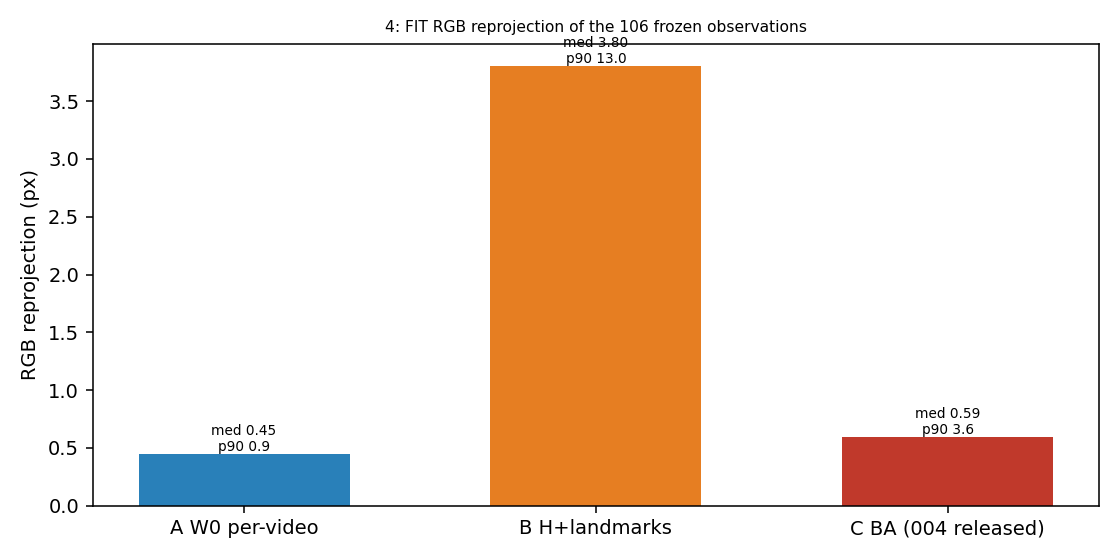 4: FIT RGB reprojection of the 106 frozen observations
med 3.80
p90 13.0
3.5
3.0
2.5
2.0
1.5
1.0
0.5
0.0
RGB reprojection (px)
med 0.45
p90 0.9
med 0.59
p90 3.6
A W0 per-video
B H+landmarks
C BA (004 released)